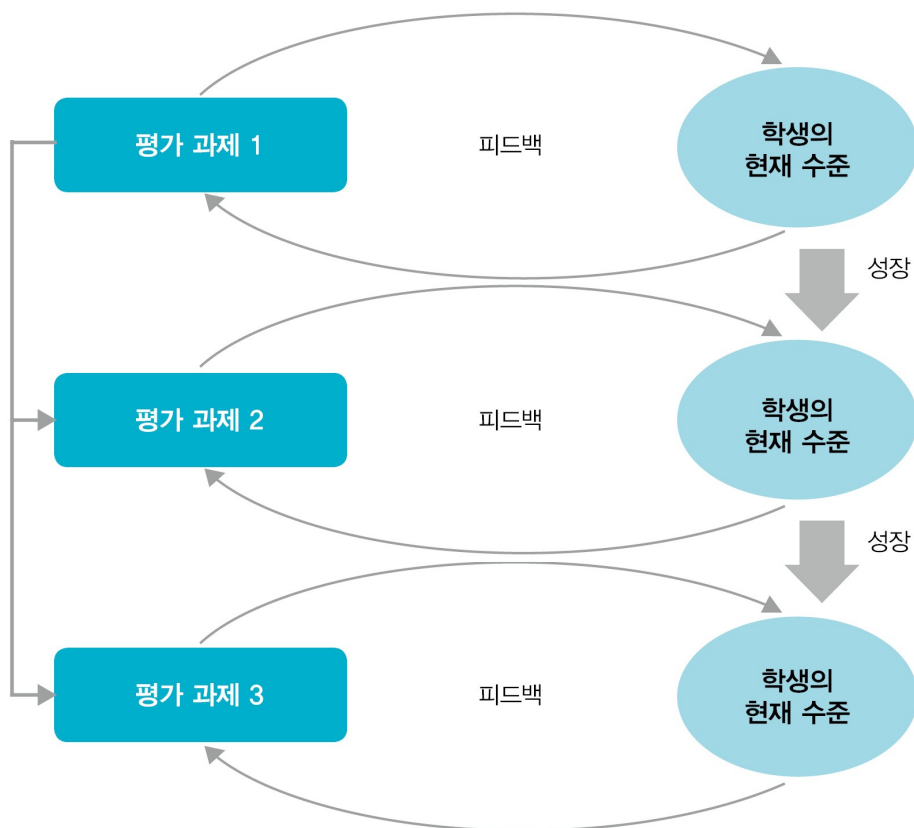 평가 과제 1
피드백
학생의
현재 수준
성장
평가 과제 2
피드백
학생의
현재 수준
성장
평가 과제 3
피드백
학생의
현재 수준